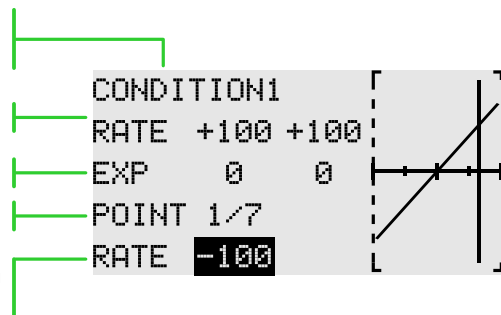 CONDITION1
RATE +100 +100
EXP 0 0
POINT 1/7
RATE -100